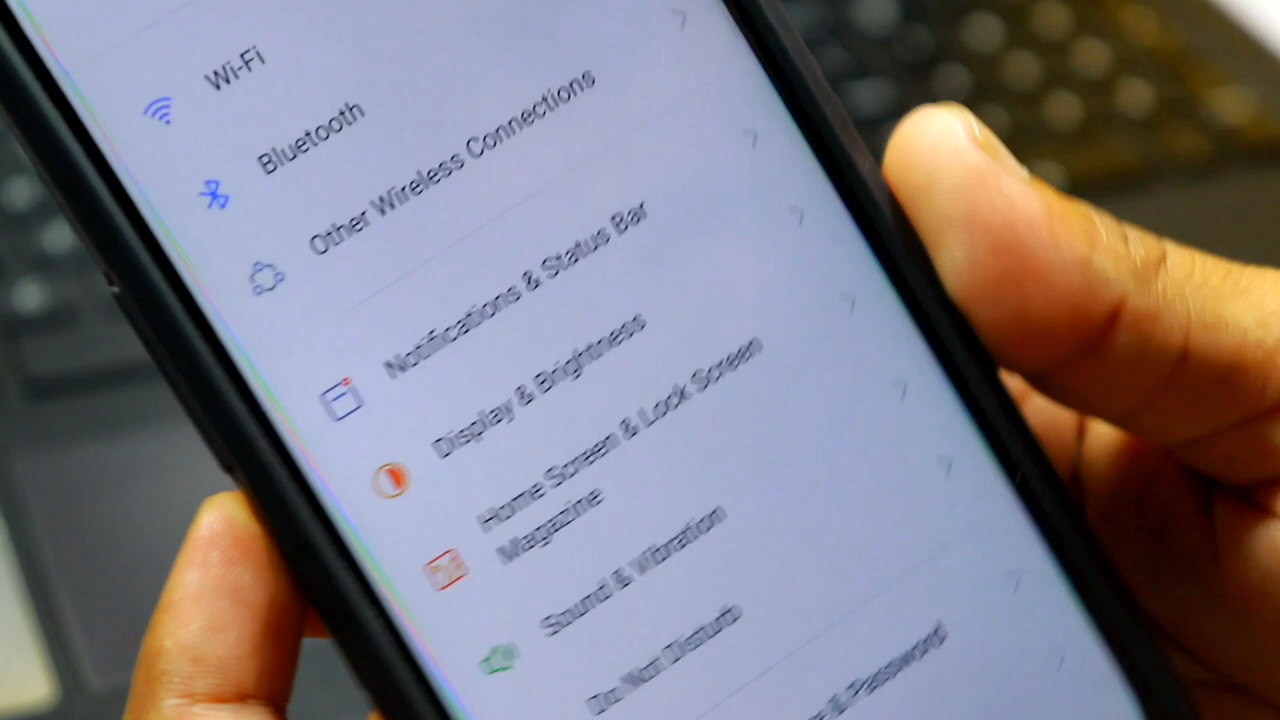 Wi-Fi
Bluetooth
Other Wireless Connections
Notifications & Status Bar
Display & Brightness
Home Screen & Lock Screen
Magazine
Sound & Vibration
Do Not Disturb
& Password